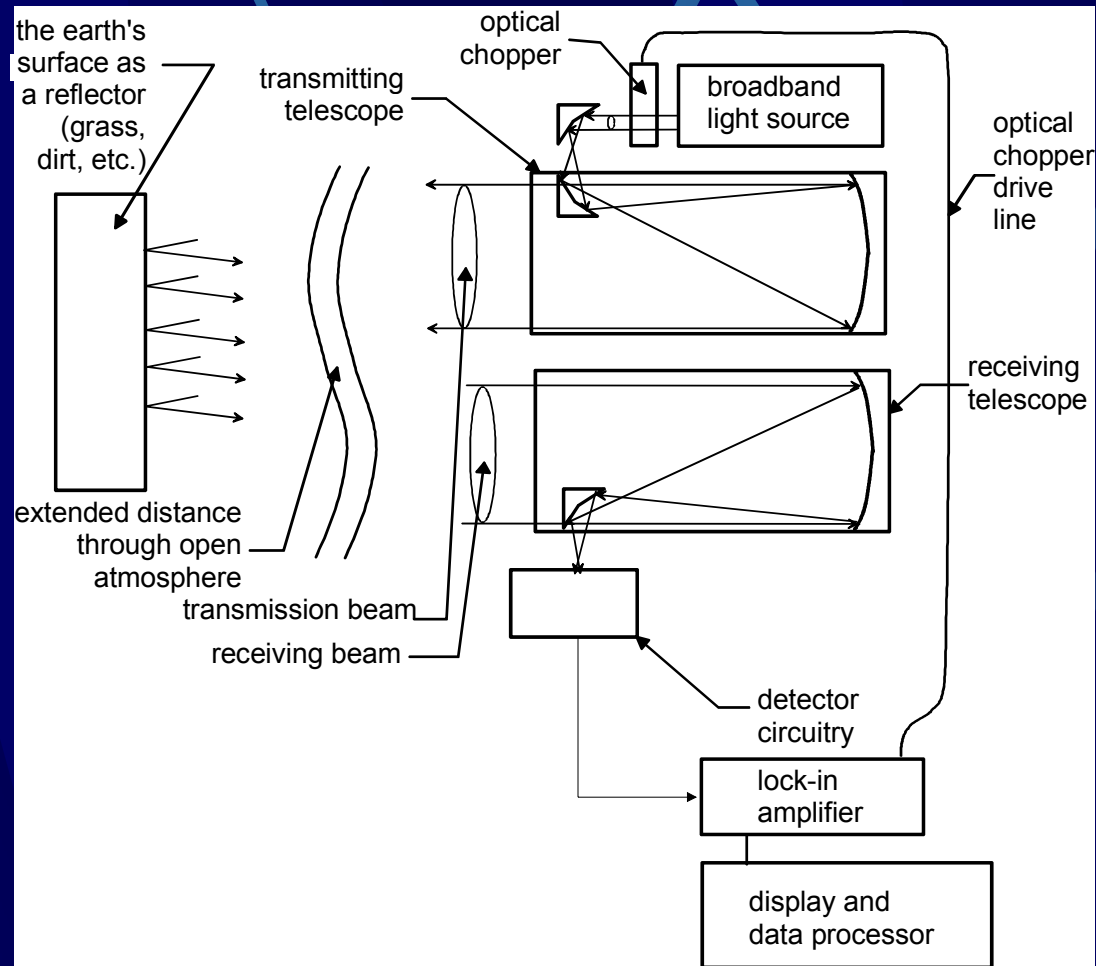 the earth's
surface as
a reflector
(grass,
dirt, etc.)
transmitting
telescope
optical
chopper
broadband
light source
optical
chopper
drive
line
receiving
telescope
extended distance
through open
atmosphere
transmission beam
receiving beam
detector
circuitry
lock-in
amplifier
display and
data processor